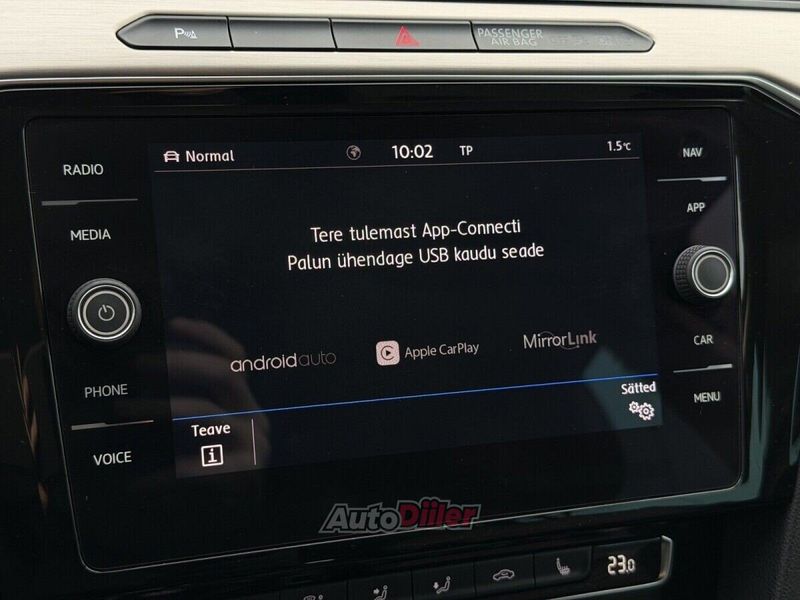 P
PASSENGER
AIR BAG
RADIO
MEDIA
PHONE
VOICE
Normal 10:02 TP 1.5°C
Tere tulemast App-Connecti
Palun ühendage USB kaudu seade
androidauto Apple CarPlay MirrorLink
Sätted
Teave
i
NAV
APP
CAR
MENU
AutoDiiler
23.0